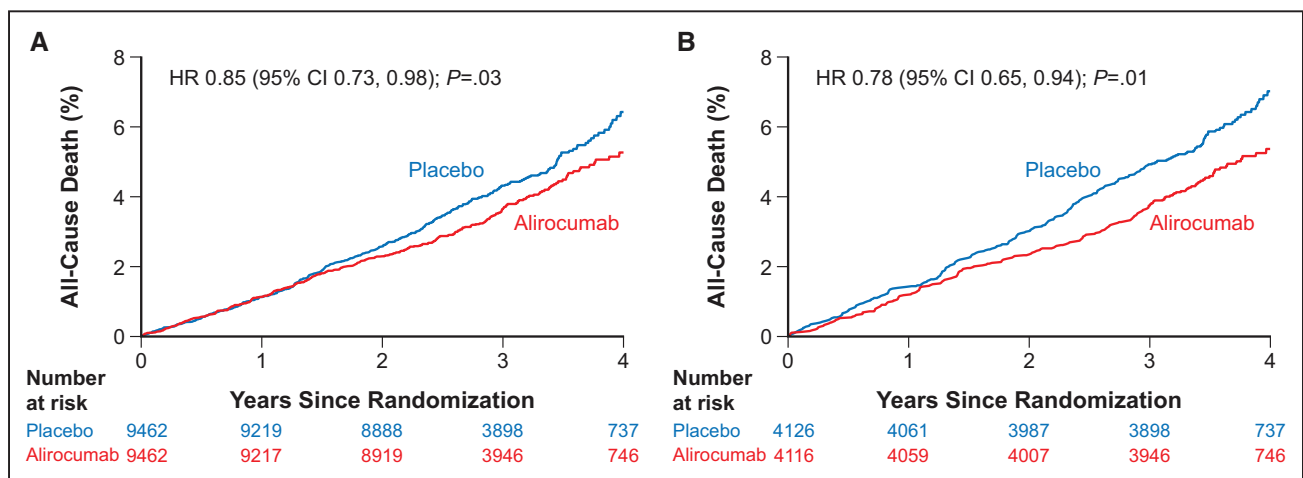 A
8
6
4
2
0
All-Cause Death (%)
HR 0.85 (95% CI 0.73, 0.98); P=.03
Placebo
Alirocumab
0 1 2 3 4
Years Since Randomization
Number
at risk
Placebo 9462 9219 8888 3898 737
Alirocumab 9462 9217 8919 3946 746
B
8
6
4
2
0
All-Cause Death (%)
HR 0.78 (95% CI 0.65, 0.94); P=.01
Placebo
Alirocumab
0 1 2 3 4
Years Since Randomization
Number
at risk
Placebo 4126 4061 3987 3898 737
Alirocumab 4116 4059 4007 3946 746